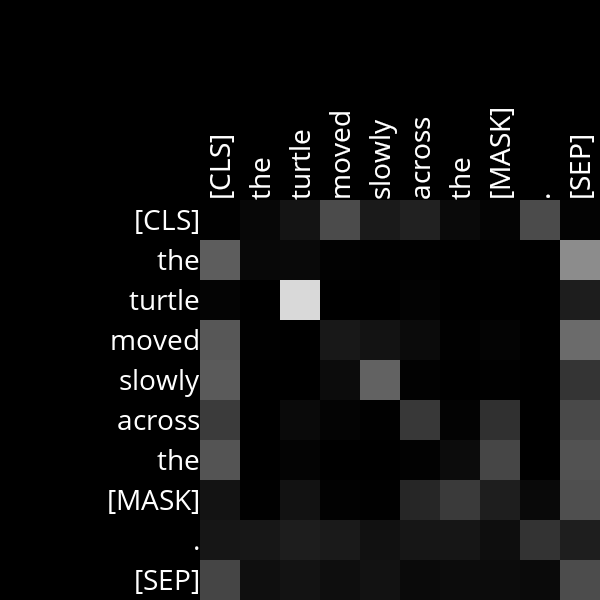 [CLS] the turtle moved slowly across the [MASK] . [SEP]
[CLS]
the
turtle
moved
slowly
across
the
[MASK]
.
[SEP]